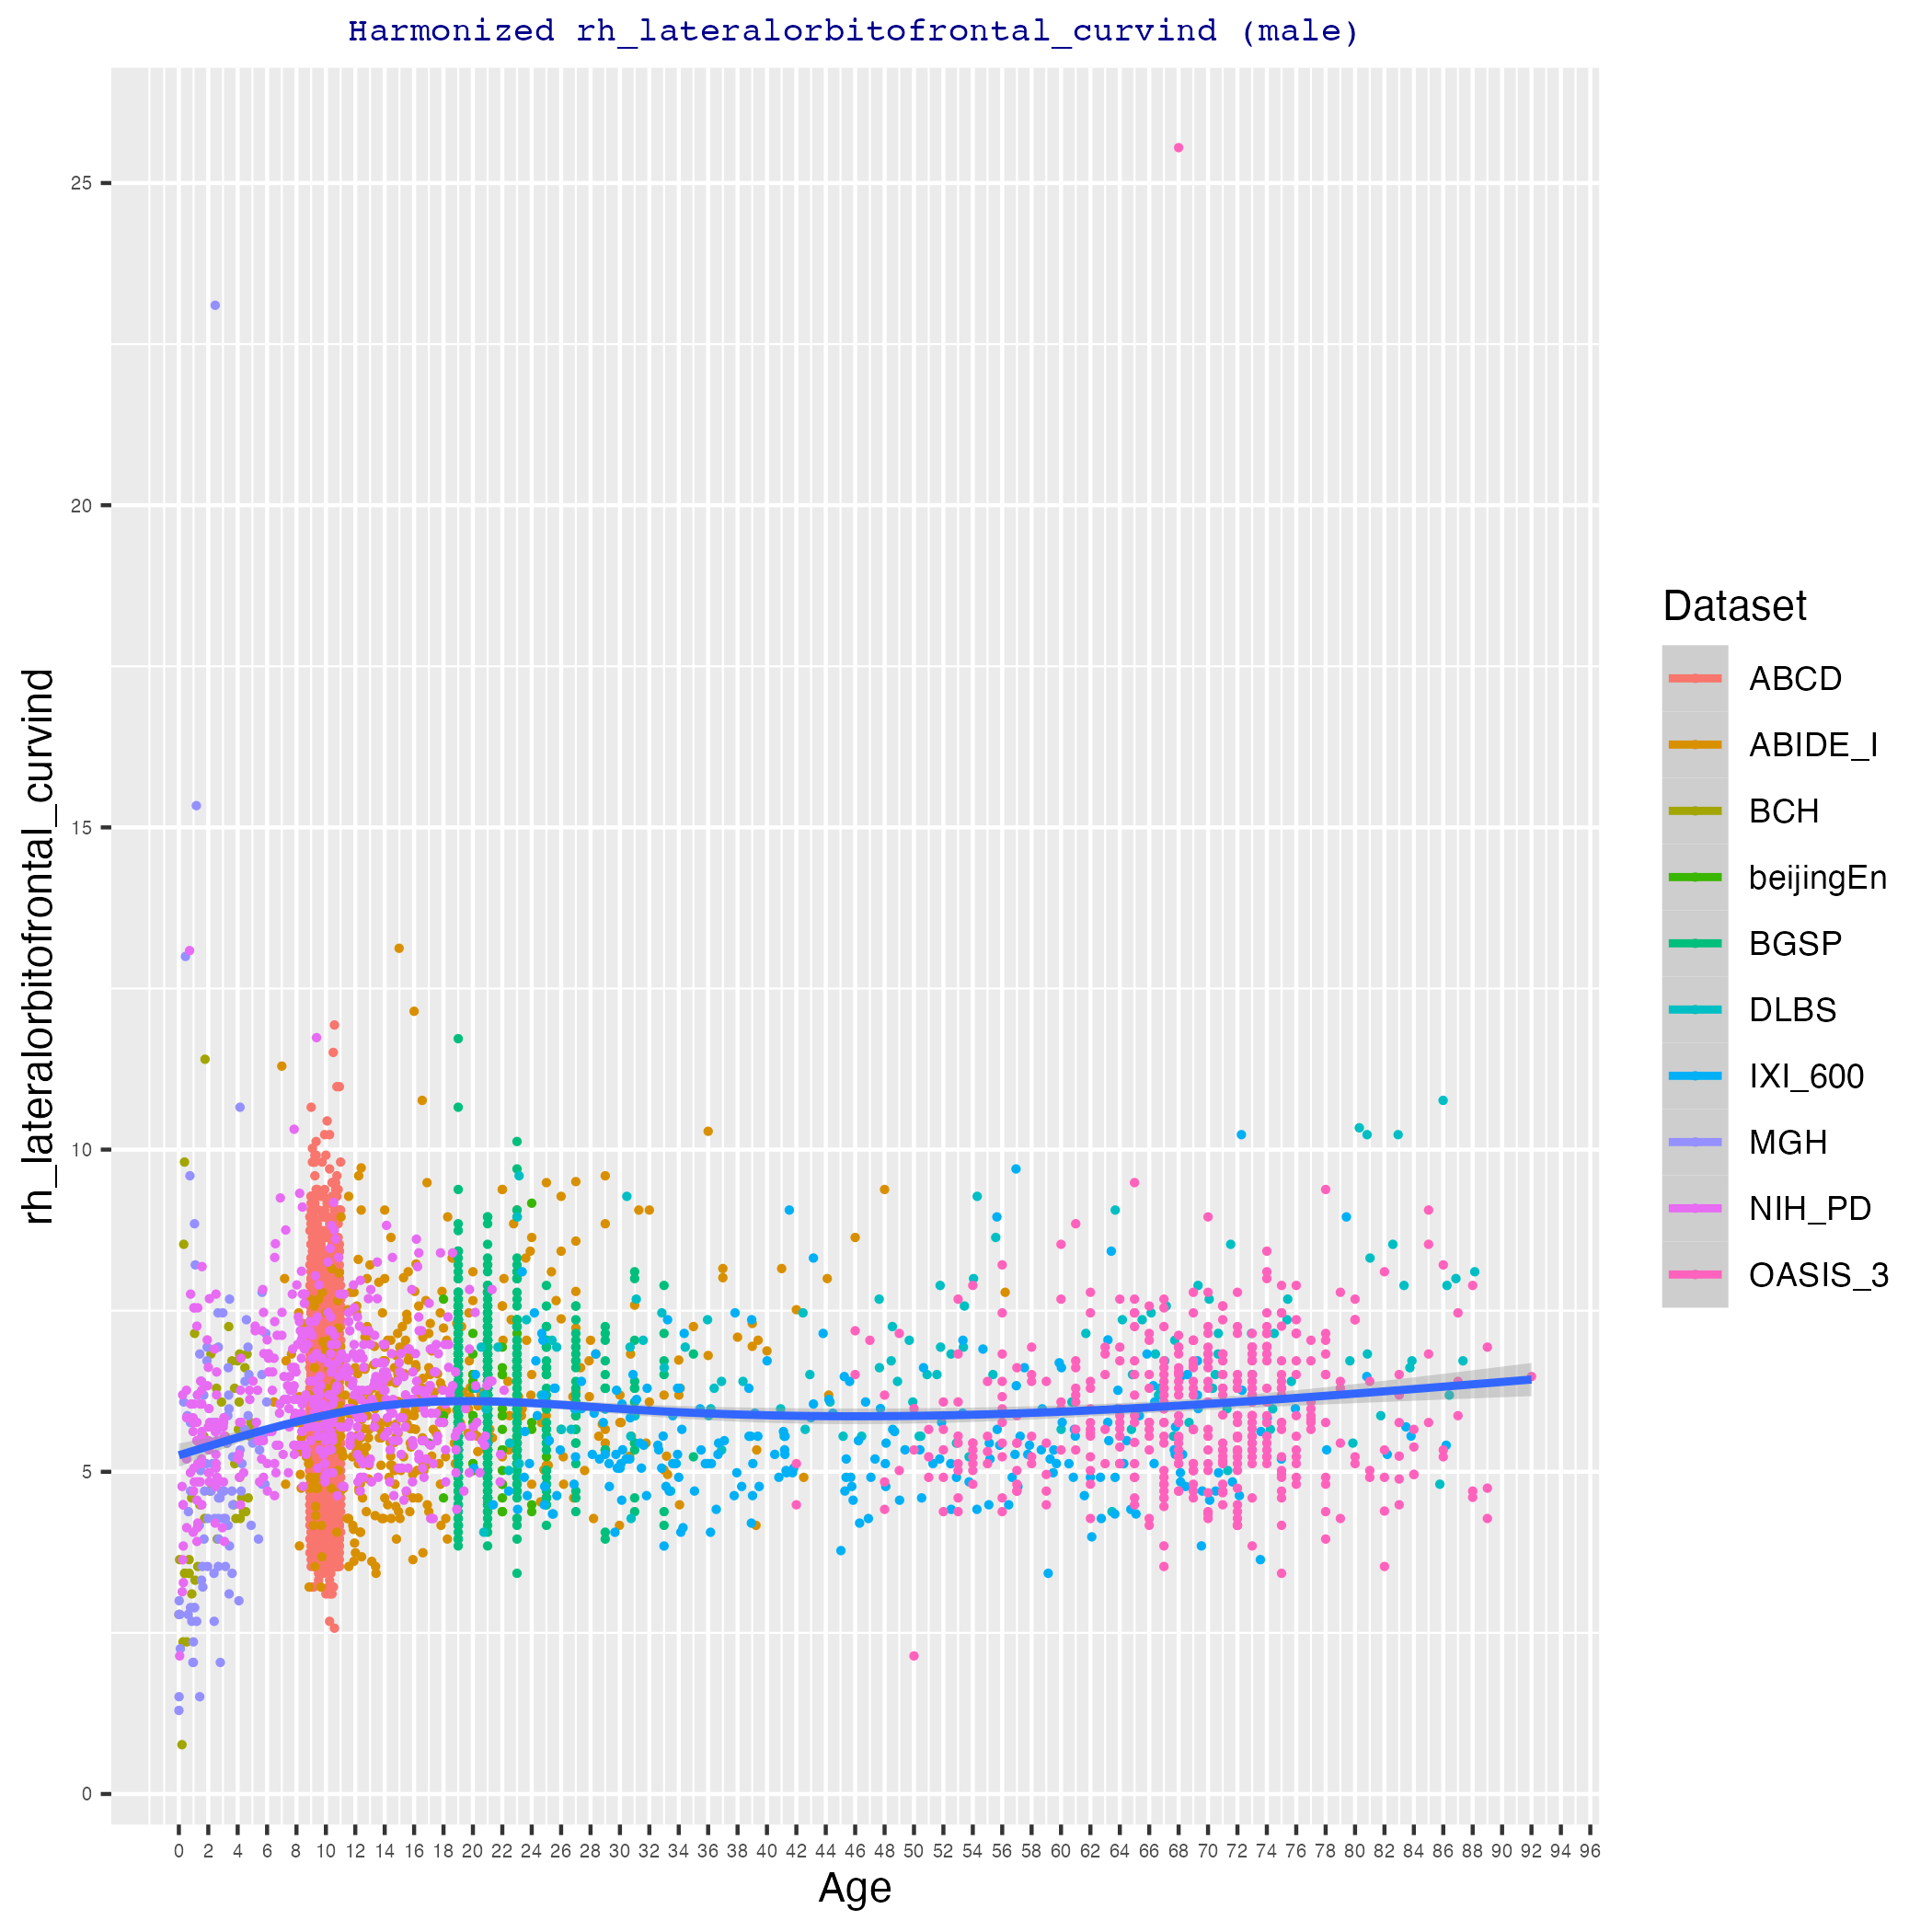 Harmonized rh_lateralorbitofrontal_curvind (male)
rh_lateralorbitofrontal_curvind
25
20
15
10
5
0
0 2 4 6 8 10 12 14 16 18 20 22 24 26 28 30 32 34 36 38 40 42 44 46 48 50 52 54 56 58 60 62 64 66 68 70 72 74 76 78 80 82 84 86 88 90 92 94 96
Age
Dataset
ABCD
ABIDE_I
BCH
beijingEn
BGSP
DLBS
IXI_600
MGH
NIH_PD
OASIS_3